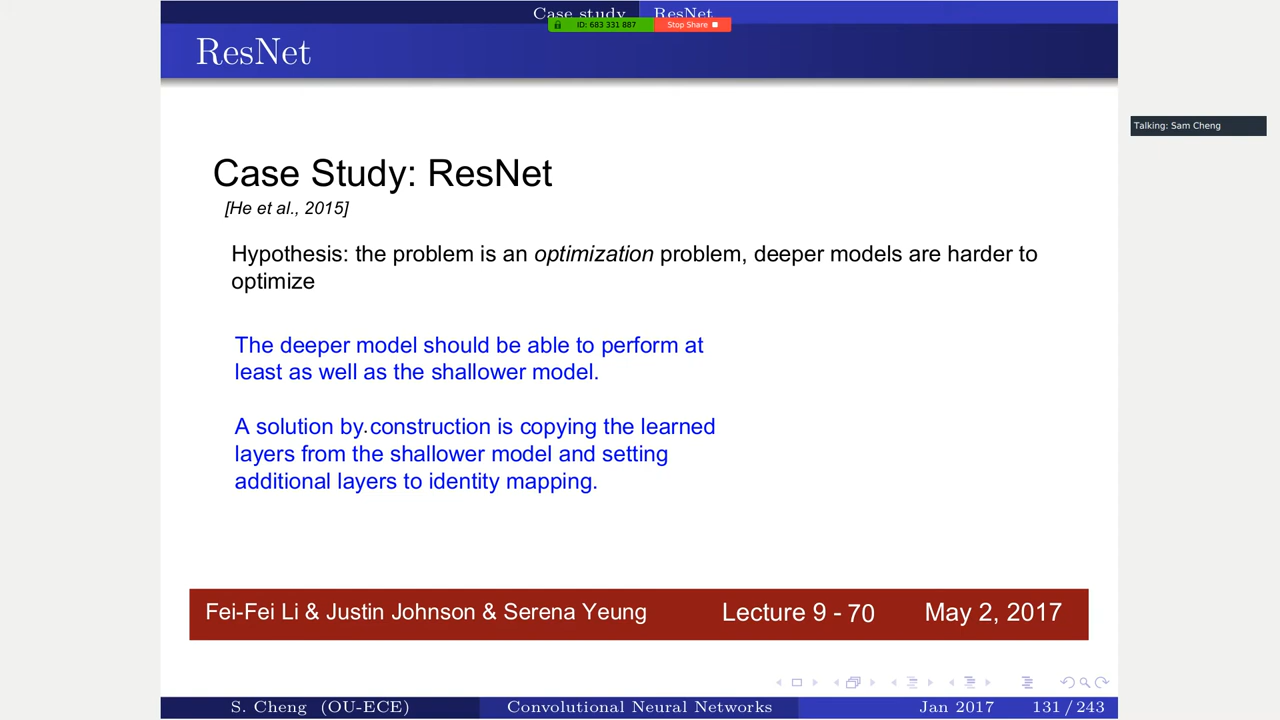 Case study ResNet
ID: 683 331 887 Stop Share
ResNet
Talking: Sam Cheng
Case Study: ResNet
[He et al., 2015]
Hypothesis: the problem is an optimization problem, deeper models are harder to
optimize
The deeper model should be able to perform at
least as well as the shallower model.
A solution by construction is copying the learned
layers from the shallower model and setting
additional layers to identity mapping.
Fei-Fei Li & Justin Johnson & Serena Yeung Lecture 9 - 70 May 2, 2017
S. Cheng (OU-ECE) Convolutional Neural Networks Jan 2017 131 / 243